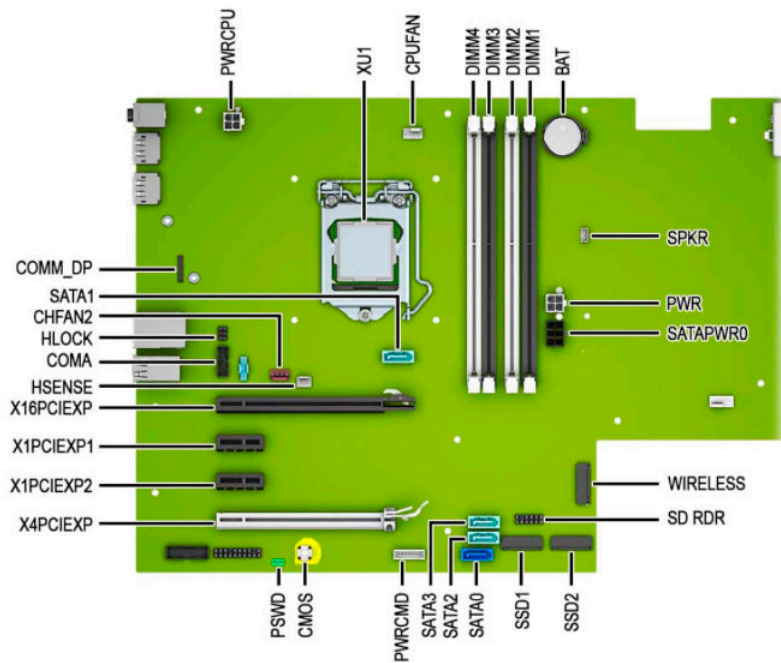 PWRCPU
XU1
CPUFAN
DIMM4
DIMM3
DIMM2
DIMM1
BAT
COMM_DP
SATA1
CHFAN2
HLOCK
COMA
HSENSE
X16PCIEXP
X1PCIEXP1
X1PCIEXP2
X4PCIEXP
SPKR
PWR
SATAPWR0
WIRELESS
SD RDR
PSWD
CMOS
PWRCMD
SATA3
SATA2
SATA0
SSD1
SSD2